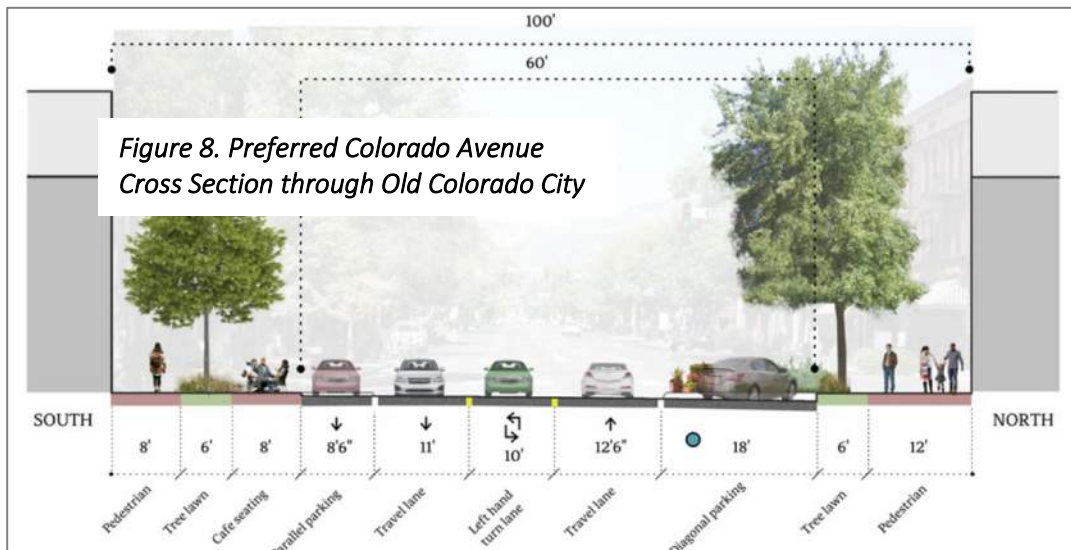 100'
60'
Figure 8. Preferred Colorado Avenue
Cross Section through Old Colorado City
SOUTH
NORTH
8'
6'
8'
8'6"
11'
10'
12'6"
18'
6'
12'
Pedestrian
Tree lawn
Cafe seating
Parallel parking
Travel lane
Left hand
turn lane
Travel lane
Diagonal parking
Tree lawn
Pedestrian